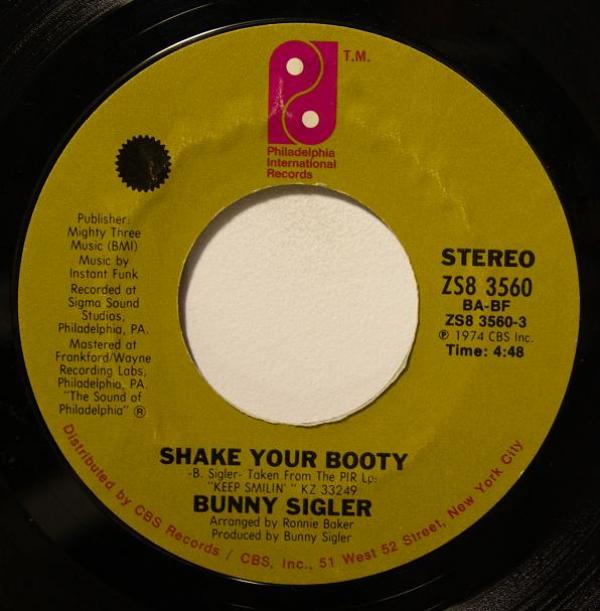 T.M.
Philadelphia
International
Records
Publisher:
Mighty Three
Music (BMI)
Music by
Instant Funk
Recorded at
Sigma Sound
Studios,
Philadelphia, PA.
Mastered at
Frankford/Wayne
Recording Labs,
Philadelphia, PA.
"The Sound of
Philadelphia" ®
STEREO
ZS8 3560
BA-BF
ZS8 3560-3
℗ 1974 CBS Inc.
Time: 4:48
SHAKE YOUR BOOTY
-B. Sigler- Taken From The PIR Lp:
"KEEP SMILIN' " KZ 33249
BUNNY SIGLER
Arranged by Ronnie Baker
Produced by Bunny Sigler
Distributed by CBS Records / CBS, Inc., 51 West 52 Street, New York City